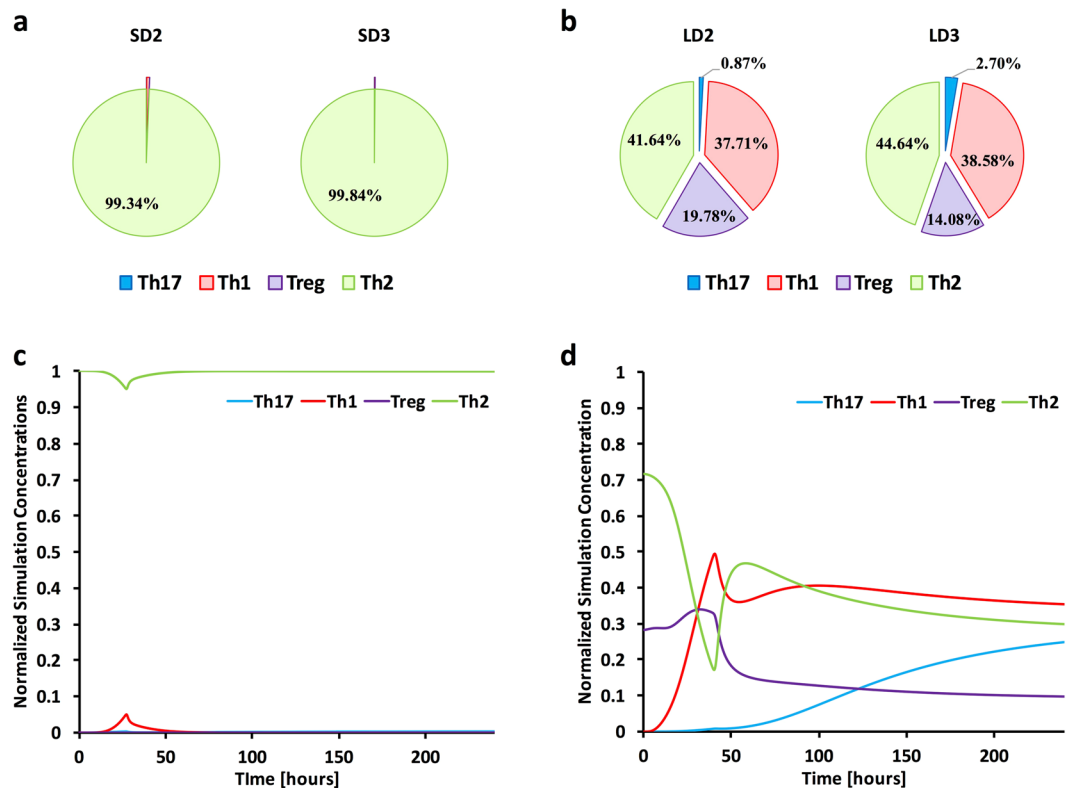 a
SD2
SD3
99.34%
99.84%
Th17 Th1 Treg Th2
b
LD2
LD3
0.87%
2.70%
41.64%
37.71%
19.78%
44.64%
38.58%
14.08%
Th17 Th1 Treg Th2
c
Normalized Simulation Concentrations
1
0.9
0.8
0.7
0.6
0.5
0.4
0.3
0.2
0.1
0
Th17 Th1 Treg Th2
0 50 100 150 200
TIme [hours]
d
Normalized Simulation Concentration
1
0.9
0.8
0.7
0.6
0.5
0.4
0.3
0.2
0.1
0
Th17 Th1 Treg Th2
0 50 100 150 200
Time [hours]